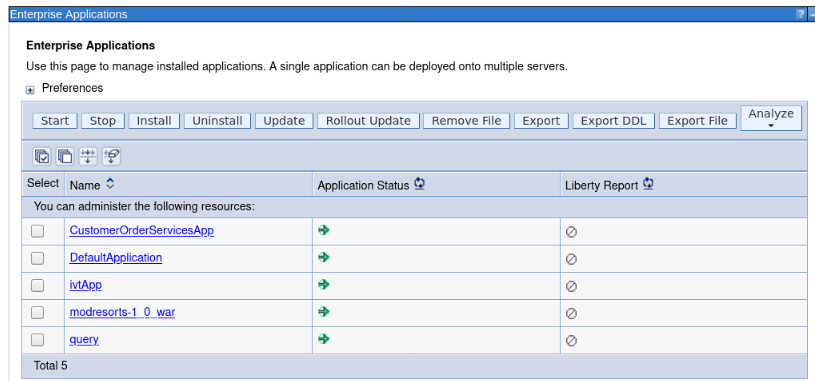 Enterprise Applications ? –
Enterprise Applications
Use this page to manage installed applications. A single application can be deployed onto multiple servers.
Preferences
Start Stop Install Uninstall Update Rollout Update Remove File Export Export DDL Export File Analyze
Select Name Application Status Liberty Report
You can administer the following resources:
CustomerOrderServicesApp
DefaultApplication
ivtApp
modresorts-1_0_war
query
Total 5